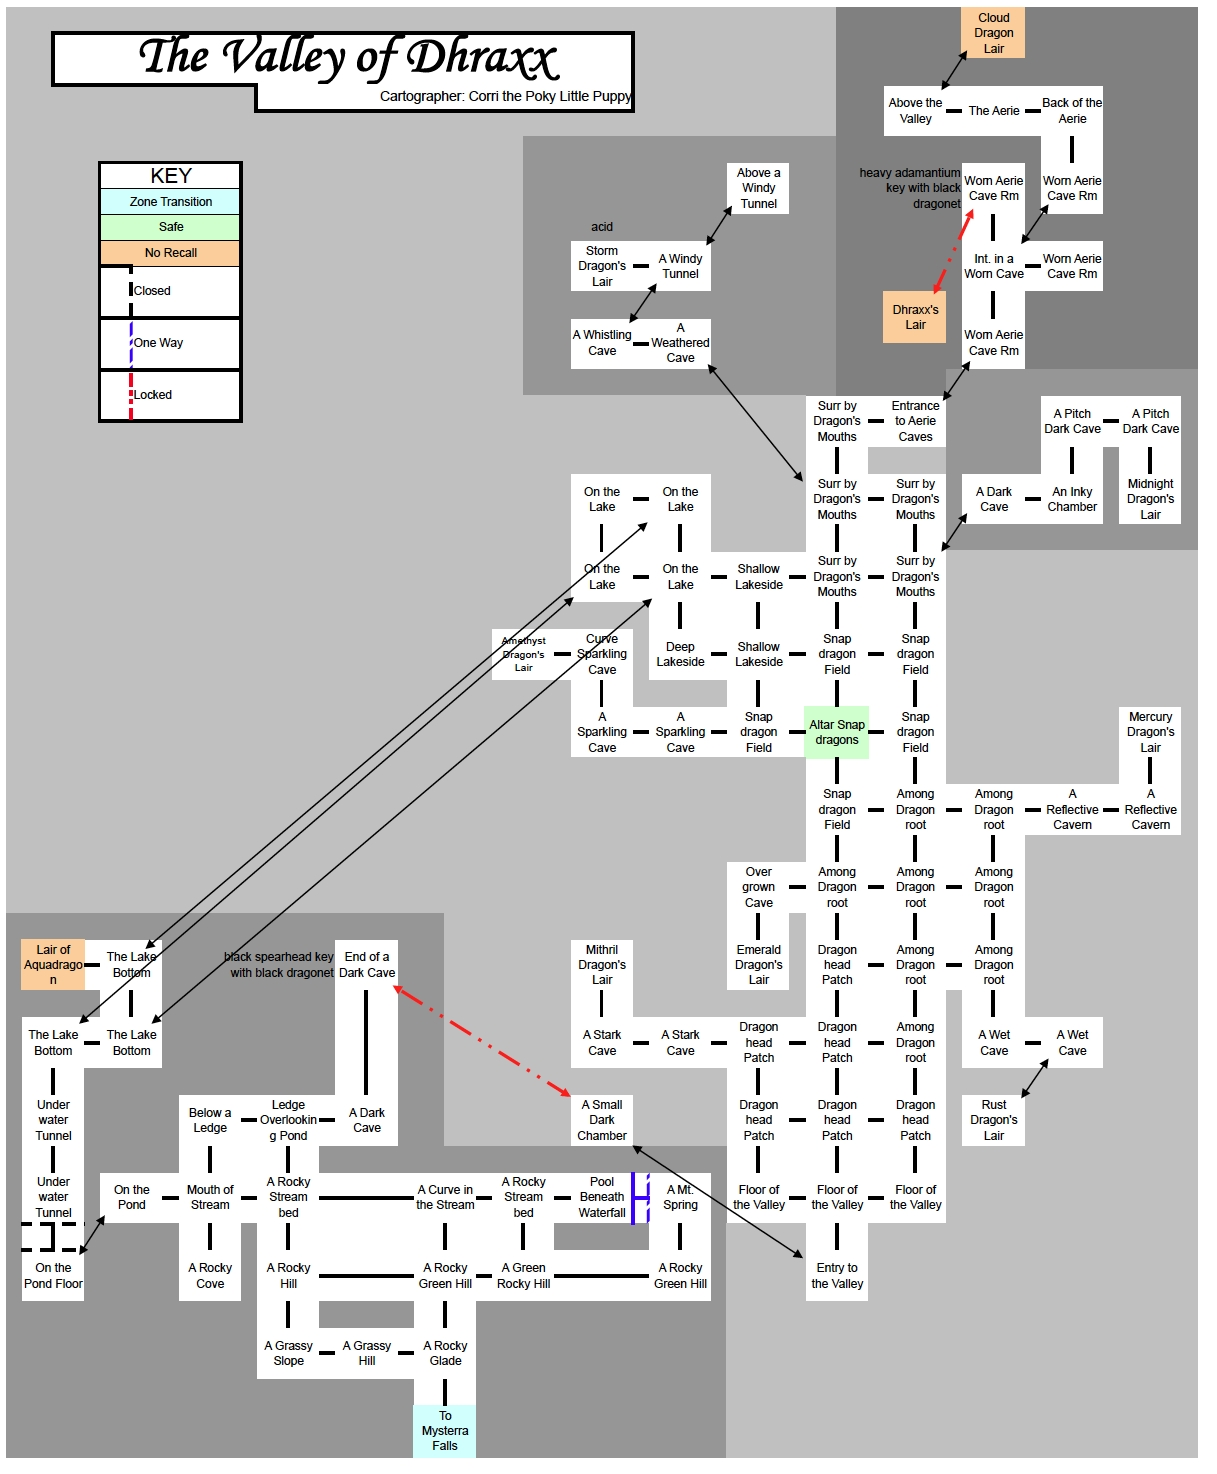 The Valley of Dhraxx
Cartographer: Corri the Poky Little Puppy
KEY
Zone Transition
Safe
No Recall
Closed
One Way
Locked
Cloud
Dragon
Lair
Above the
Valley
The Aerie
Back of the
Aerie
heavy adamantium
key with black
dragonet
Worn Aerie
Cave Rm
Worn Aerie
Cave Rm
Above a
Windy
Tunnel
acid
Storm
Dragon's
Lair
A Windy
Tunnel
Int. in a
Worn Cave
Worn Aerie
Cave Rm
Dhraxx's
Lair
A Whistling
Cave
A
Weathered
Cave
Worn Aerie
Cave Rm
Surr by
Dragon's
Mouths
Entrance
to Aerie
Caves
A Pitch
Dark Cave
A Pitch
Dark Cave
On the
Lake
On the
Lake
Surr by
Dragon's
Mouths
Surr by
Dragon's
Mouths
A Dark
Cave
An Inky
Chamber
Midnight
Dragon's
Lair
On the
Lake
On the
Lake
Shallow
Lakeside
Surr by
Dragon's
Mouths
Surr by
Dragon's
Mouths
Amethyst
Dragon's
Lair
Curve
Sparkling
Cave
Deep
Lakeside
Shallow
Lakeside
Snap
dragon
Field
Snap
dragon
Field
A
Sparkling
Cave
A
Sparkling
Cave
Snap
dragon
Field
Altar Snap
dragons
Snap
dragon
Field
Mercury
Dragon's
Lair
Snap
dragon
Field
Among
Dragon
root
Among
Dragon
root
A
Reflective
Cavern
A
Reflective
Cavern
Over
grown
Cave
Among
Dragon
root
Among
Dragon
root
Among
Dragon
root
Lair of
Aquadrago
n
The Lake
Bottom
black spearhead key
with black dragonet
End of a
Dark Cave
Mithril
Dragon's
Lair
Emerald
Dragon's
Lair
Dragon
head
Patch
Among
Dragon
root
Among
Dragon
root
The Lake
Bottom
The Lake
Bottom
A Stark
Cave
A Stark
Cave
Dragon
head
Patch
Dragon
head
Patch
Among
Dragon
root
A Wet
Cave
A Wet
Cave
Under
water
Tunnel
Below a
Ledge
Ledge
Overlookin
g Pond
A Dark
Cave
A Small
Dark
Chamber
Dragon
head
Patch
Dragon
head
Patch
Dragon
head
Patch
Rust
Dragon's
Lair
Under
water
Tunnel
On the
Pond
Mouth of
Stream
A Rocky
Stream
bed
A Curve in
the Stream
A Rocky
Stream
bed
Pool
Beneath
Waterfall
A Mt.
Spring
Floor of
the Valley
Floor of
the Valley
Floor of
the Valley
On the
Pond Floor
A Rocky
Cove
A Rocky
Hill
A Rocky
Green Hill
A Green
Rocky Hill
A Rocky
Green Hill
Entry to
the Valley
A Grassy
Slope
A Grassy
Hill
A Rocky
Glade
To
Mysterra
Falls